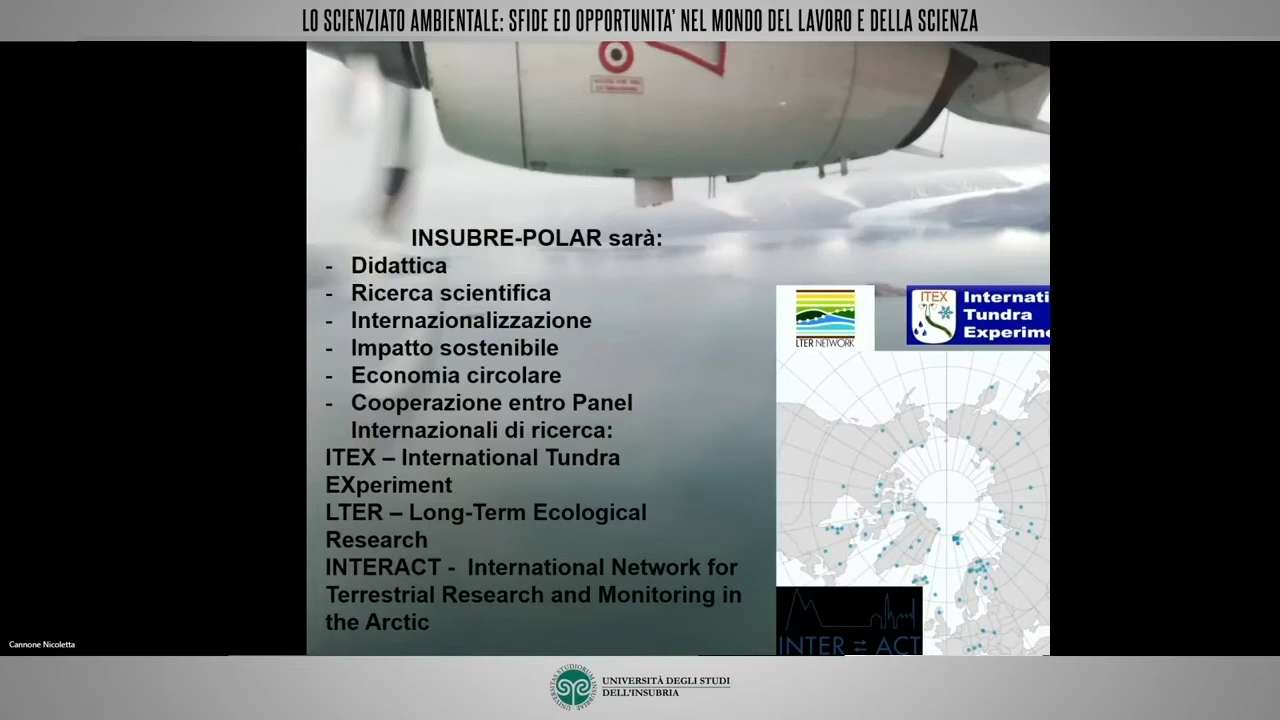 LO SCIENZIATO AMBIENTALE: SFIDE ED OPPORTUNITA' NEL MONDO DEL LAVORO E DELLA SCIENZA
INSUBRE-POLAR sarà:
- Didattica
- Ricerca scientifica
- Internazionalizzazione
- Impatto sostenibile
- Economia circolare
- Cooperazione entro Panel
Internazionali di ricerca:
ITEX – International Tundra
EXperiment
LTER – Long-Term Ecological
Research
INTERACT - International Network for
Terrestrial Research and Monitoring in
the Arctic
LTER NETWORK
ITEX
Internati
Tundra
Experime
INTER ⇄ ACT
Cannone Nicoletta
UNIVERSITÀ DEGLI STUDI
DELL'INSUBRIA